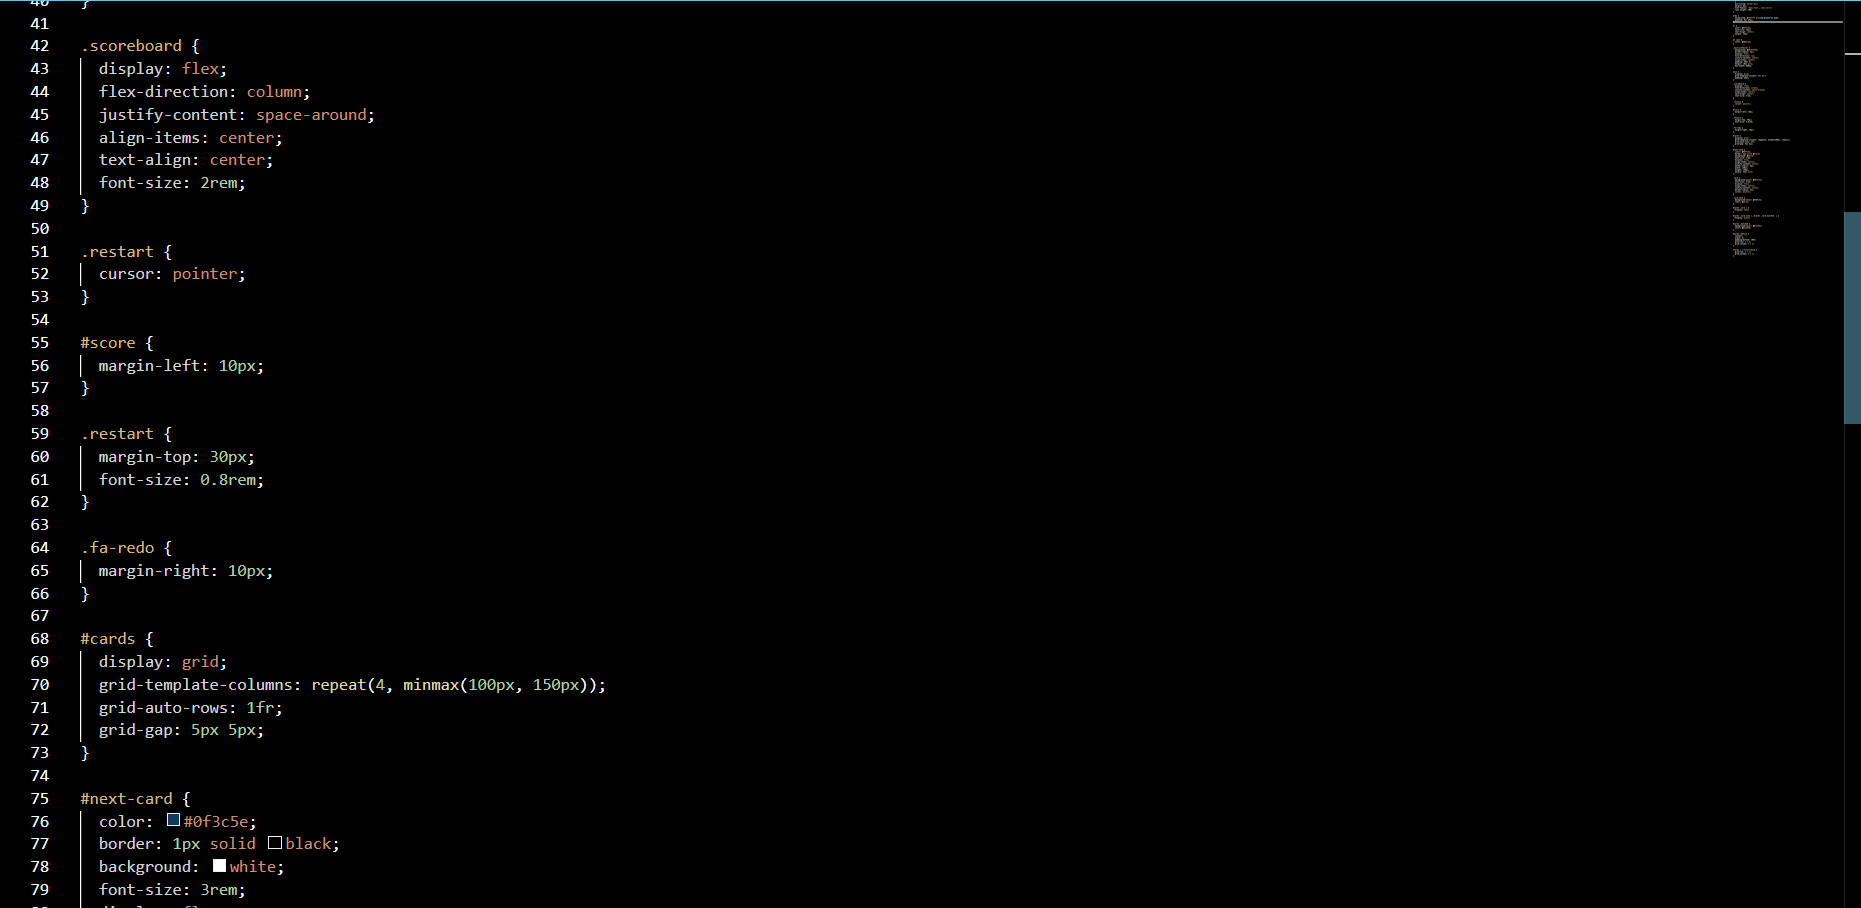 40 }
41
42 .scoreboard {
43   display: flex;
44   flex-direction: column;
45   justify-content: space-around;
46   align-items: center;
47   text-align: center;
48   font-size: 2rem;
49 }
50
51 .restart {
52   cursor: pointer;
53 }
54
55 #score {
56   margin-left: 10px;
57 }
58
59 .restart {
60   margin-top: 30px;
61   font-size: 0.8rem;
62 }
63
64 .fa-redo {
65   margin-right: 10px;
66 }
67
68 #cards {
69   display: grid;
70   grid-template-columns: repeat(4, minmax(100px, 150px));
71   grid-auto-rows: 1fr;
72   grid-gap: 5px 5px;
73 }
74
75 #next-card {
76   color: #0f3c5e;
77   border: 1px solid black;
78   background: white;
79   font-size: 3rem;